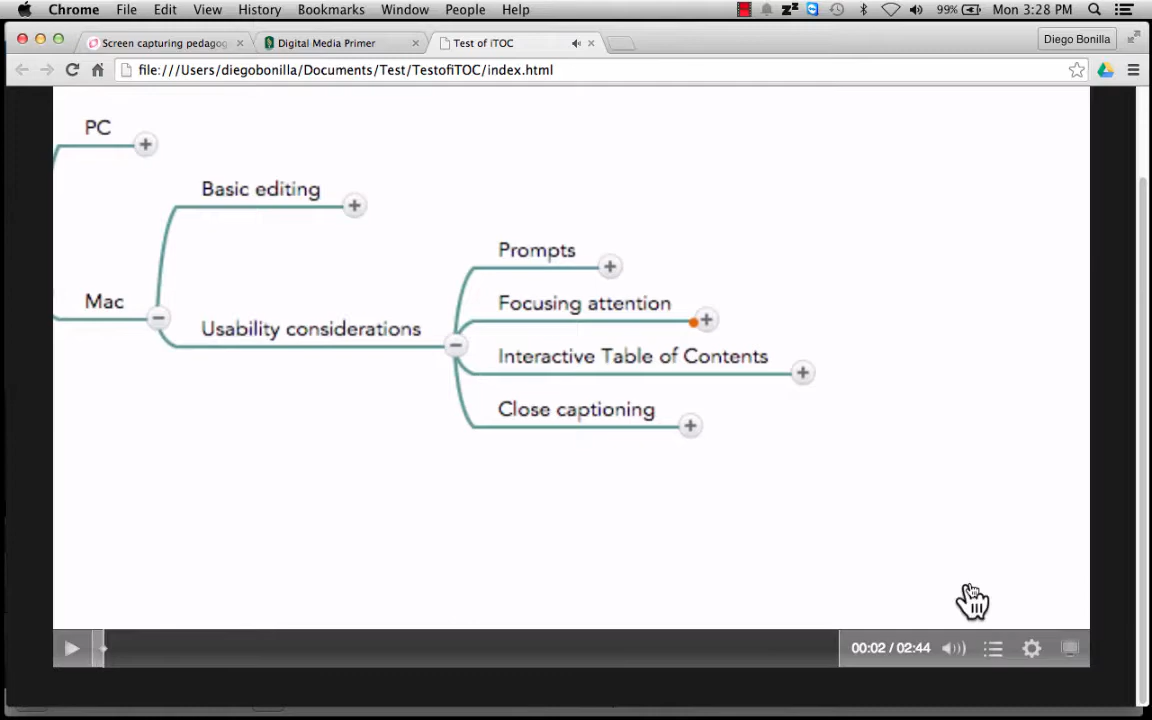 Chrome File Edit View History Bookmarks Window People Help 99% Mon 3:28 PM
Screen capturing pedagog Digital Media Primer Test of iTOC Diego Bonilla
file:///Users/diegobonilla/Documents/Test/TestofiTOC/index.html
PC
Basic editing
Prompts
Mac
Focusing attention
Usability considerations
Interactive Table of Contents
Close captioning
00:02 / 02:44